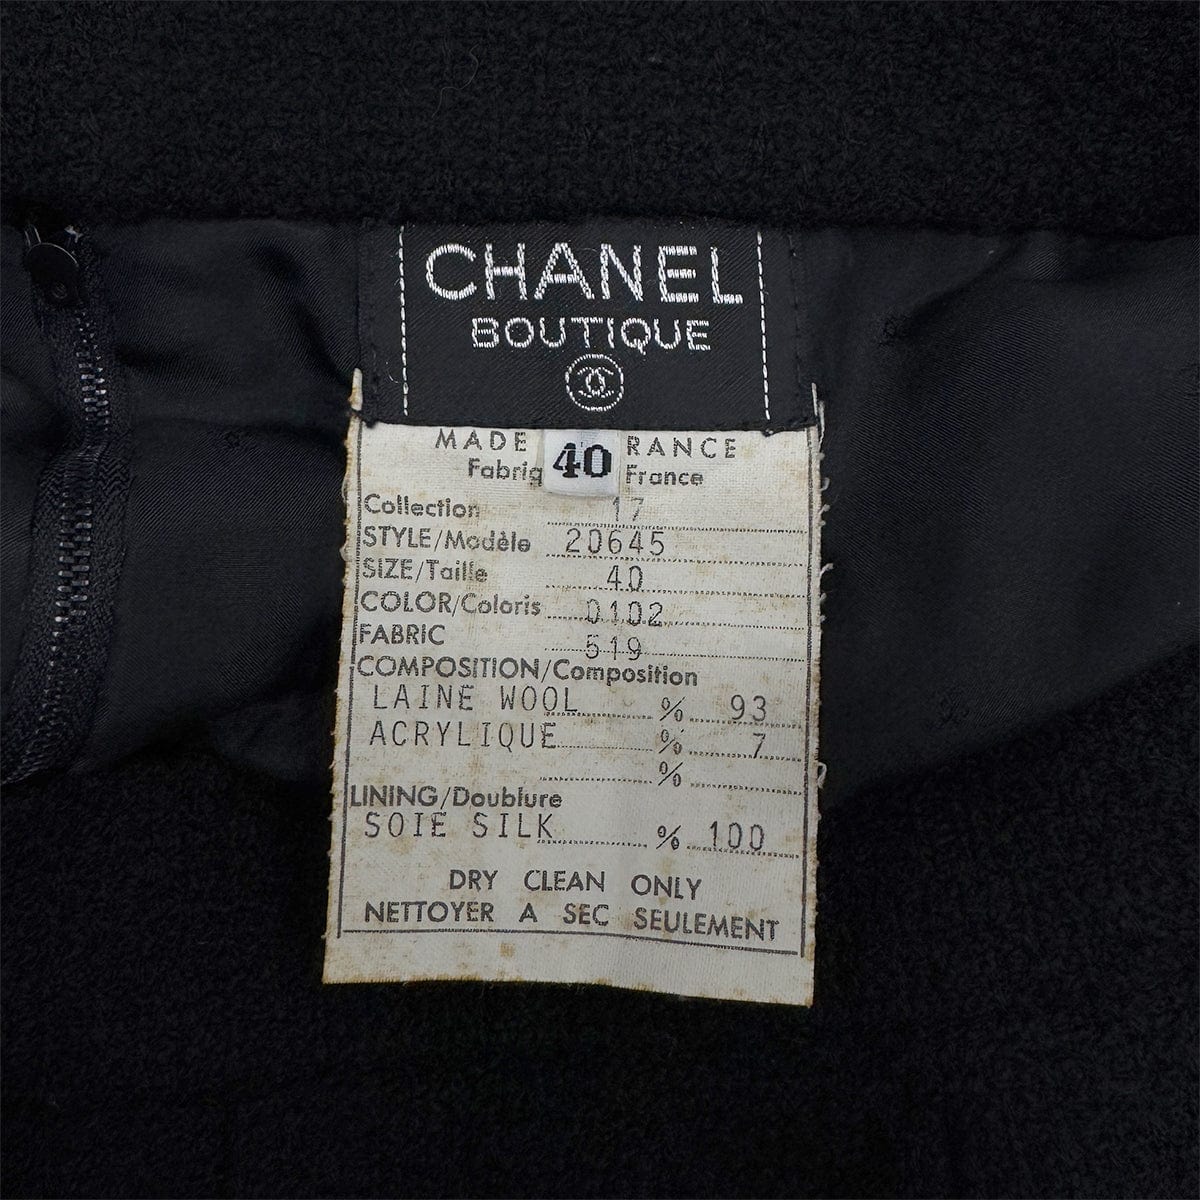 CHANEL
BOUTIQUE
MADE RANCE
40
Fabriq France
Collection 17
STYLE/Modèle 20645
SIZE/Taille 40
COLOR/Coloris 0102
FABRIC 519
COMPOSITION/Composition
LAINE WOOL % 93
ACRYLIQUE % 7
%
LINING/Doublure
SOIE SILK % 100
DRY CLEAN ONLY
NETTOYER A SEC SEULEMENT